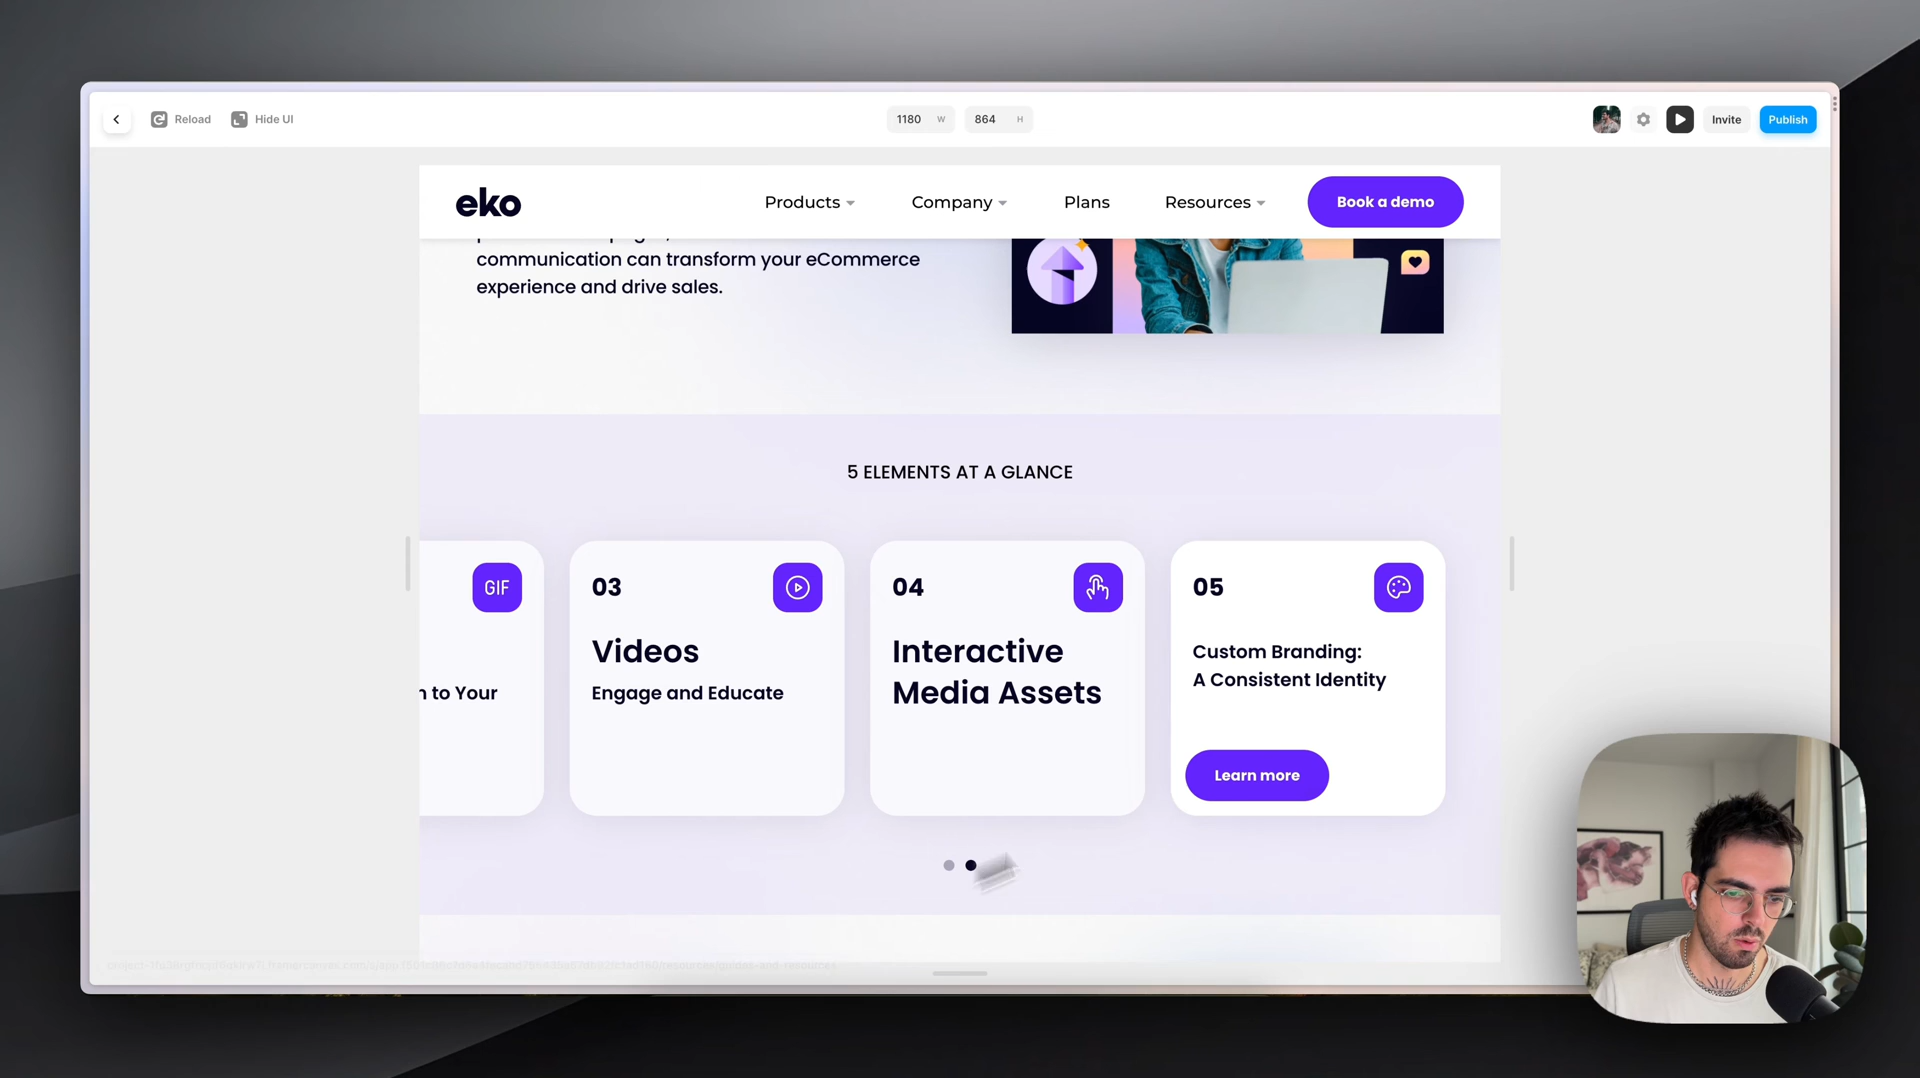 Reload
Hide UI
1180 W
864 H
Invite
Publish
eko
Products
Company
Plans
Resources
Book a demo
communication can transform your eCommerce
experience and drive sales.
5 ELEMENTS AT A GLANCE
GIF
to Your
03
Videos
Engage and Educate
04
Interactive
Media Assets
05
Custom Branding:
A Consistent Identity
Learn more